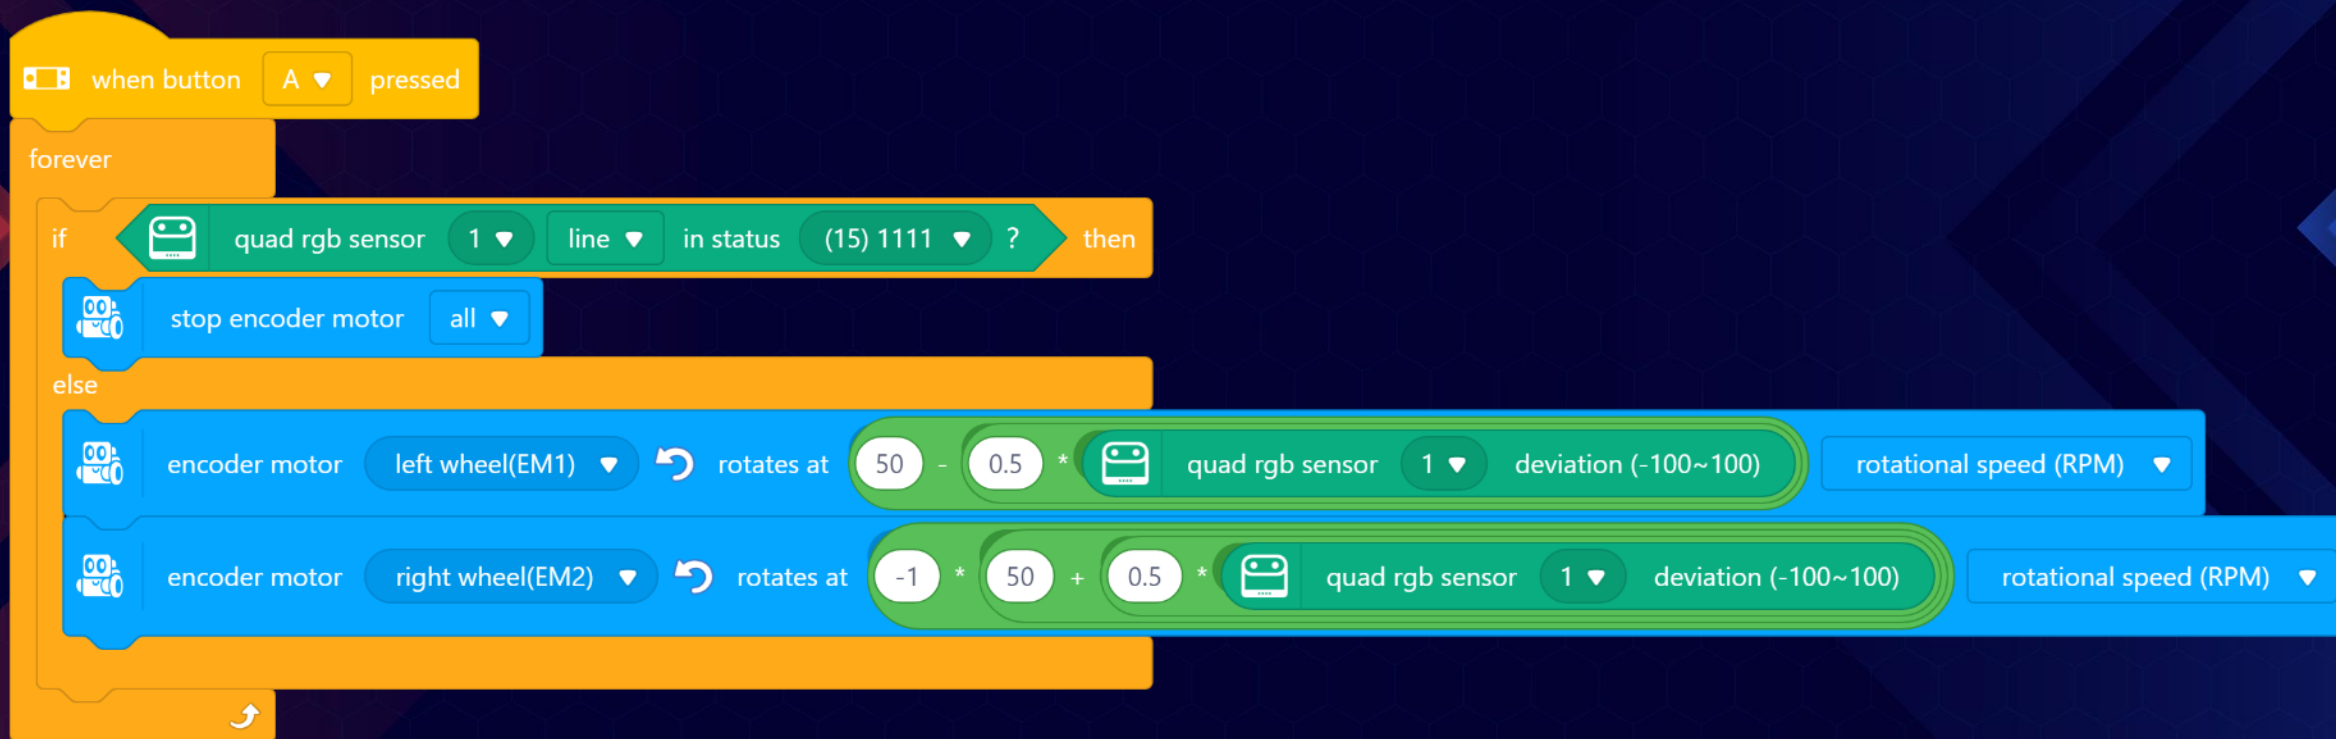 when button A pressed
forever
if quad rgb sensor 1 line in status (15) 1111 ? then
stop encoder motor all
else
encoder motor left wheel(EM1) rotates at 50 - 0.5 * quad rgb sensor 1 deviation (-100~100) rotational speed (RPM)
encoder motor right wheel(EM2) rotates at -1 * 50 + 0.5 * quad rgb sensor 1 deviation (-100~100) rotational speed (RPM)